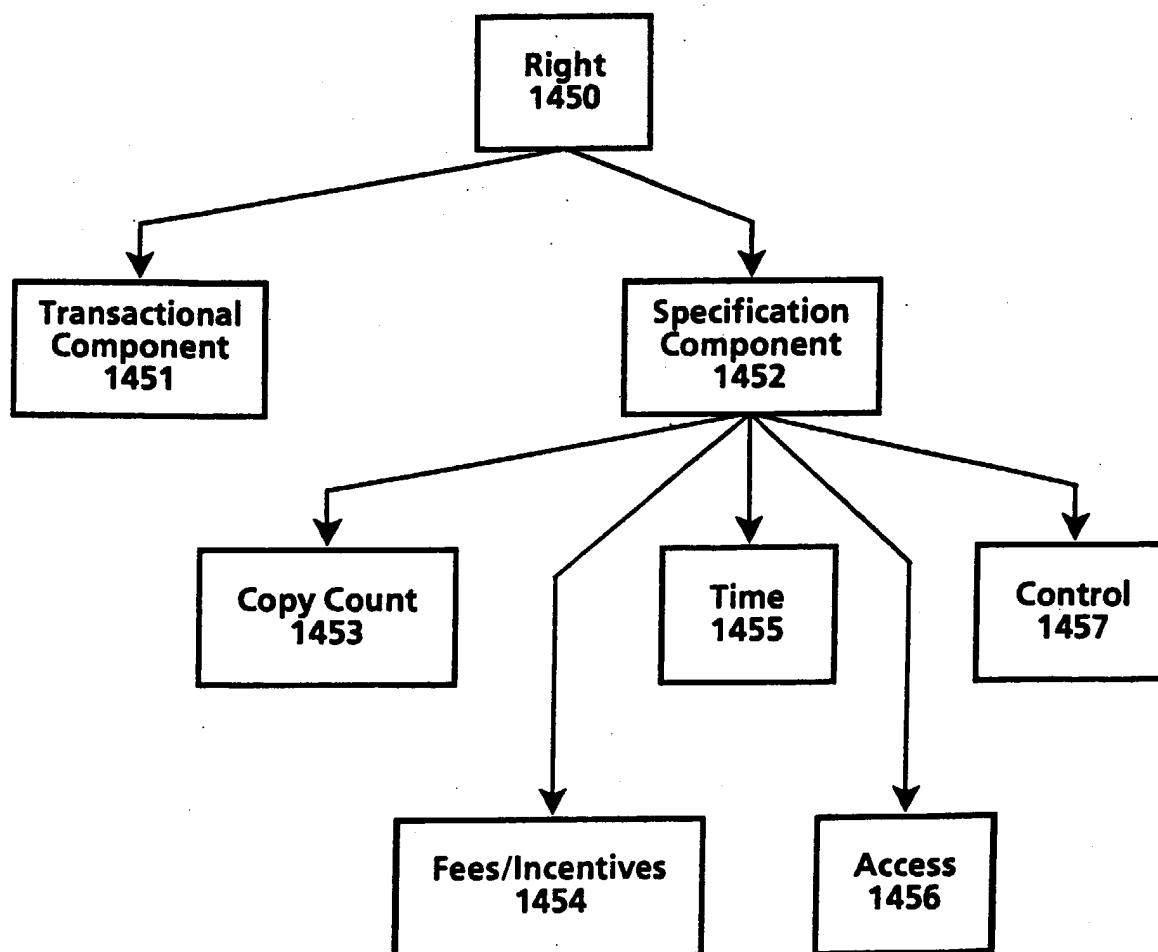 Right
1450
Transactional
Component
1451
Specification
Component
1452
Copy Count
1453
Time
1455
Control
1457
Fees/Incentives
1454
Access
1456